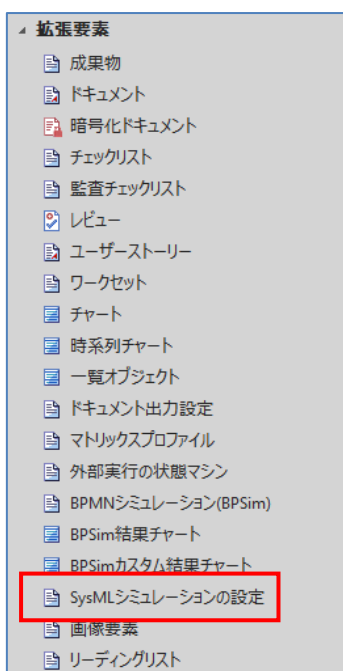 拡張要素
成果物
ドキュメント
暗号化ドキュメント
チェックリスト
監査チェックリスト
レビュー
ユーザーストーリー
ワークセット
チャート
時系列チャート
一覧オブジェクト
ドキュメント出力設定
マトリックスプロファイル
外部実行の状態マシン
BPMNシミュレーション(BPSim)
BPSim結果チャート
BPSimカスタム結果チャート
SysMLシミュレーションの設定
画像要素
リーディングリスト